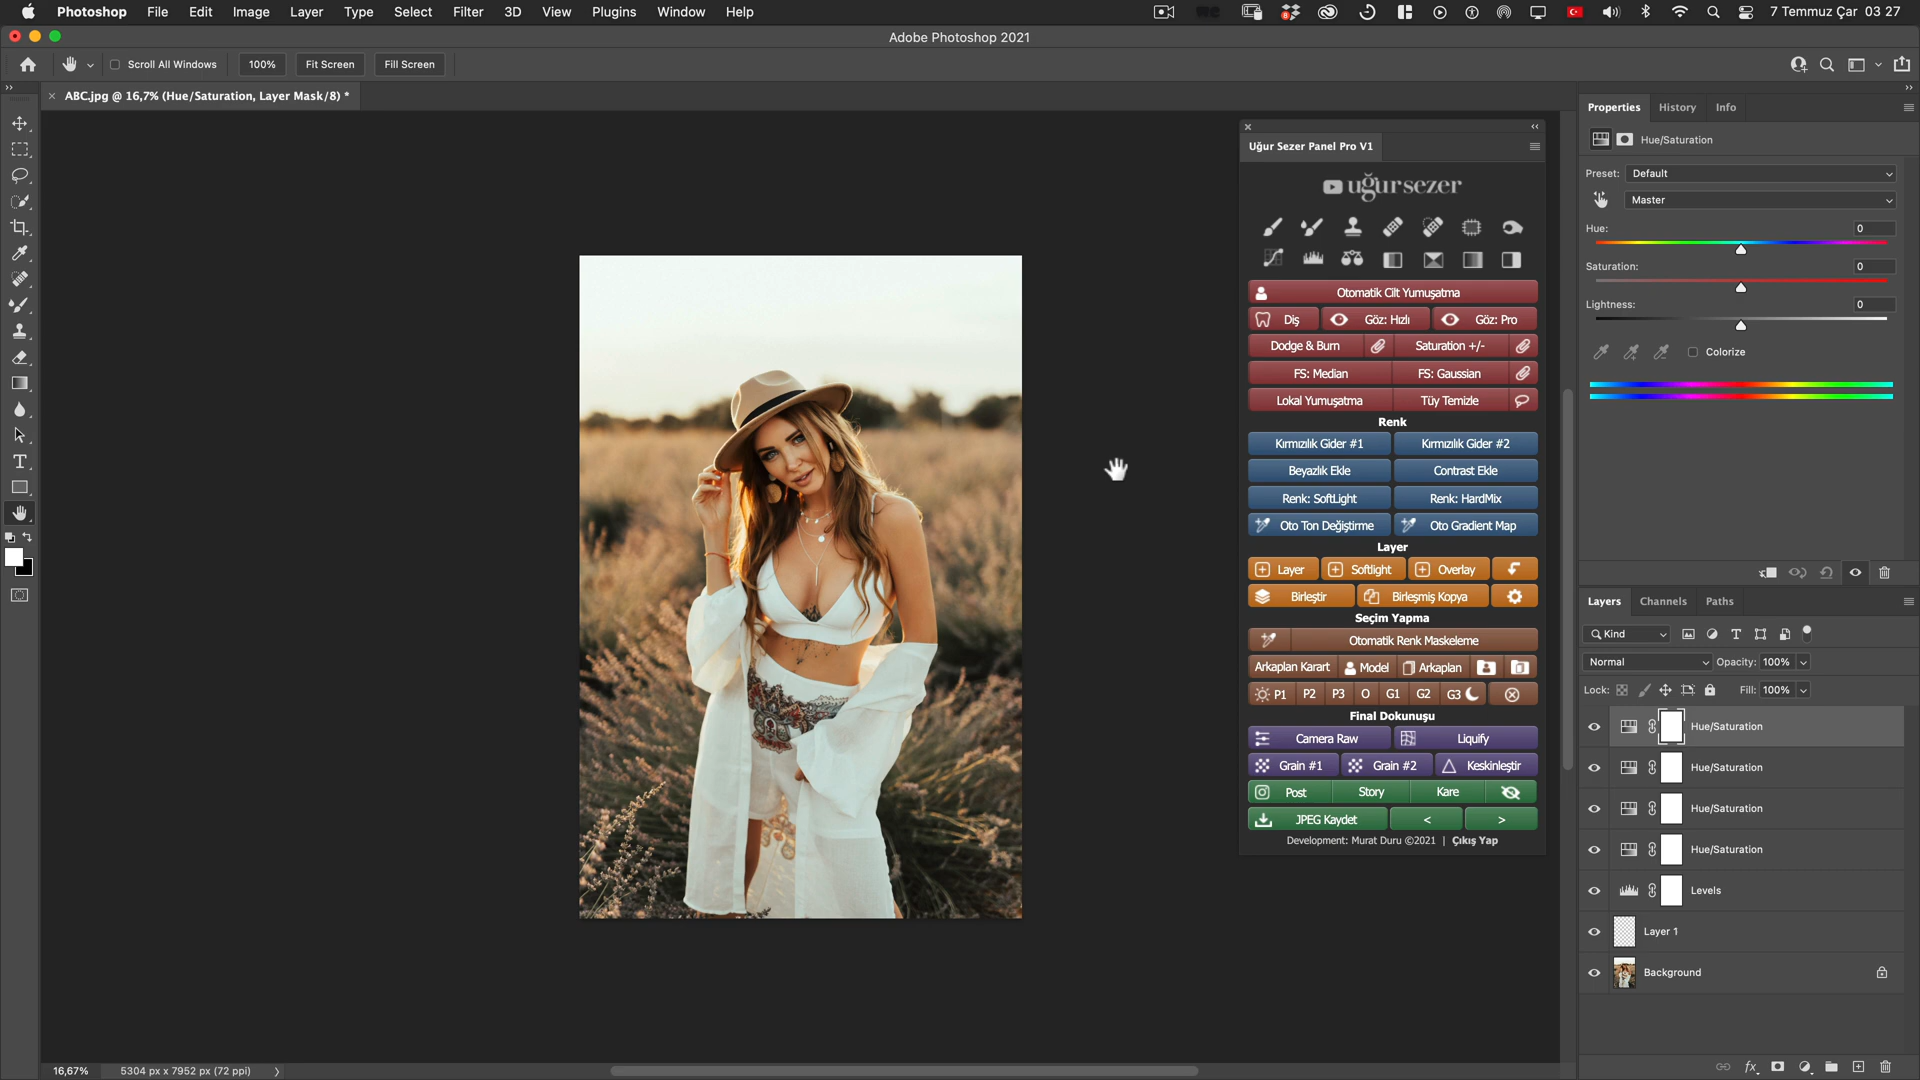 Photoshop File Edit Image Layer Type Select Filter 3D View Plugins Window Help
7 Temmuz Çar 03 27
Adobe Photoshop 2021
Scroll All Windows 100% Fit Screen Fill Screen
ABC.jpg @ 16,7% (Hue/Saturation, Layer Mask/8) *
Uğur Sezer Panel Pro V1
uğursezer
Otomatik Cilt Yumuşatma
Diş Göz: Hızlı Göz: Pro
Dodge & Burn Saturation +/-
FS: Median FS: Gaussian
Lokal Yumuşatma Tüy Temizle
Renk
Kırmızılık Gider #1 Kırmızılık Gider #2
Beyazlık Ekle Contrast Ekle
Renk: SoftLight Renk: HardMix
Oto Ton Değiştirme Oto Gradient Map
Layer
Layer Softlight Overlay
Birleştir Birleşmiş Kopya
Seçim Yapma
Otomatik Renk Maskeleme
Arkaplan Karart Model Arkaplan
P1 P2 P3 O G1 G2 G3
Final Dokunuşu
Camera Raw Liquify
Grain #1 Grain #2 Keskinleştir
Post Story Kare
JPEG Kaydet < >
Development: Murat Duru ©2021 | Çıkış Yap
Properties History Info
Hue/Saturation
Preset: Default
Master
Hue: 0
Saturation: 0
Lightness: 0
Colorize
Layers Channels Paths
Kind
Normal Opacity: 100%
Lock: Fill: 100%
Hue/Saturation
Hue/Saturation
Hue/Saturation
Hue/Saturation
Levels
Layer 1
Background
16,67% 5304 px x 7952 px (72 ppi)